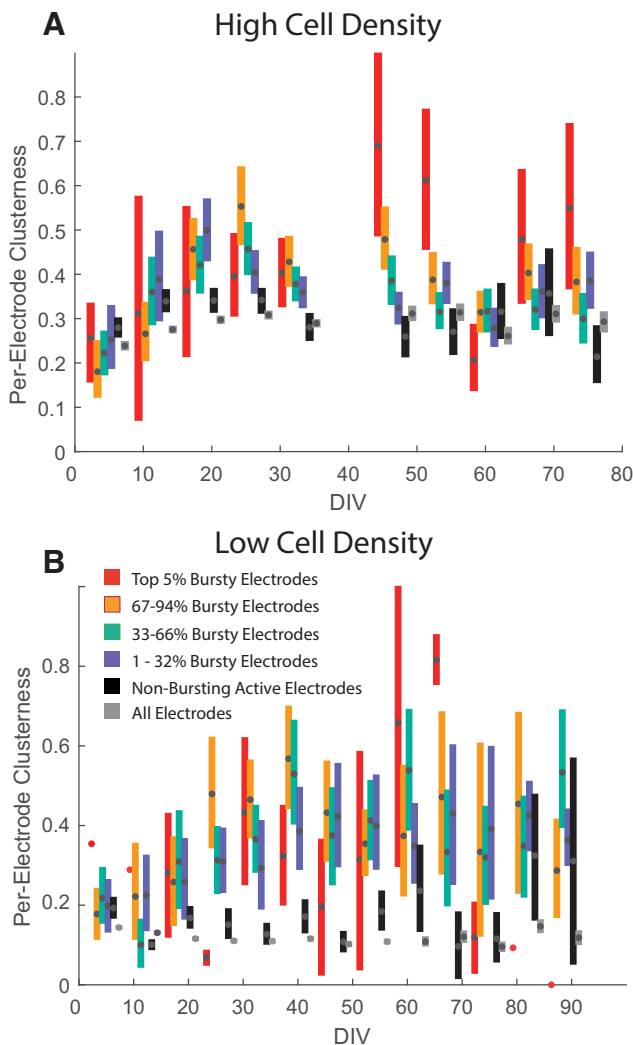 A
High Cell Density
Per-Electrode Clusterness
0.8
0.7
0.6
0.5
0.4
0.3
0.2
0.1
0
0 10 20 30 40 50 60 70 80
DIV
B
Low Cell Density
Top 5% Bursty Electrodes
67-94% Bursty Electrodes
33-66% Bursty Electrodes
1 - 32% Bursty Electrodes
Non-Bursting Active Electrodes
All Electrodes
Per-Electrode Clusterness
0.8
0.6
0.4
0.2
0
0 10 20 30 40 50 60 70 80 90
DIV